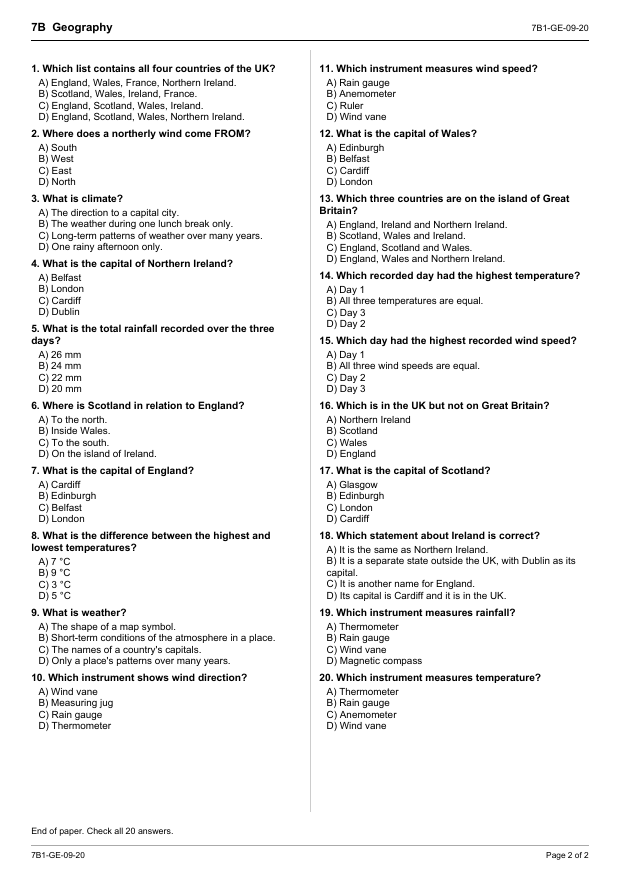 7B Geography
7B1-GE-09-20
1. Which list contains all four countries of the UK?
A) England, Wales, France, Northern Ireland.
B) Scotland, Wales, Ireland, France.
C) England, Scotland, Wales, Ireland.
D) England, Scotland, Wales, Northern Ireland.
2. Where does a northerly wind come FROM?
A) South
B) West
C) East
D) North
3. What is climate?
A) The direction to a capital city.
B) The weather during one lunch break only.
C) Long-term patterns of weather over many years.
D) One rainy afternoon only.
4. What is the capital of Northern Ireland?
A) Belfast
B) London
C) Cardiff
D) Dublin
5. What is the total rainfall recorded over the three
days?
A) 26 mm
B) 24 mm
C) 22 mm
D) 20 mm
6. Where is Scotland in relation to England?
A) To the north.
B) Inside Wales.
C) To the south.
D) On the island of Ireland.
7. What is the capital of England?
A) Cardiff
B) Edinburgh
C) Belfast
D) London
8. What is the difference between the highest and
lowest temperatures?
A) 7 °C
B) 9 °C
C) 3 °C
D) 5 °C
9. What is weather?
A) The shape of a map symbol.
B) Short-term conditions of the atmosphere in a place.
C) The names of a country's capitals.
D) Only a place's patterns over many years.
10. Which instrument shows wind direction?
A) Wind vane
B) Measuring jug
C) Rain gauge
D) Thermometer
11. Which instrument measures wind speed?
A) Rain gauge
B) Anemometer
C) Ruler
D) Wind vane
12. What is the capital of Wales?
A) Edinburgh
B) Belfast
C) Cardiff
D) London
13. Which three countries are on the island of Great
Britain?
A) England, Ireland and Northern Ireland.
B) Scotland, Wales and Ireland.
C) England, Scotland and Wales.
D) England, Wales and Northern Ireland.
14. Which recorded day had the highest temperature?
A) Day 1
B) All three temperatures are equal.
C) Day 3
D) Day 2
15. Which day had the highest recorded wind speed?
A) Day 1
B) All three wind speeds are equal.
C) Day 2
D) Day 3
16. Which is in the UK but not on Great Britain?
A) Northern Ireland
B) Scotland
C) Wales
D) England
17. What is the capital of Scotland?
A) Glasgow
B) Edinburgh
C) London
D) Cardiff
18. Which statement about Ireland is correct?
A) It is the same as Northern Ireland.
B) It is a separate state outside the UK, with Dublin as its
capital.
C) It is another name for England.
D) Its capital is Cardiff and it is in the UK.
19. Which instrument measures rainfall?
A) Thermometer
B) Rain gauge
C) Wind vane
D) Magnetic compass
20. Which instrument measures temperature?
A) Thermometer
B) Rain gauge
C) Anemometer
D) Wind vane
End of paper. Check all 20 answers.
7B1-GE-09-20
Page 2 of 2